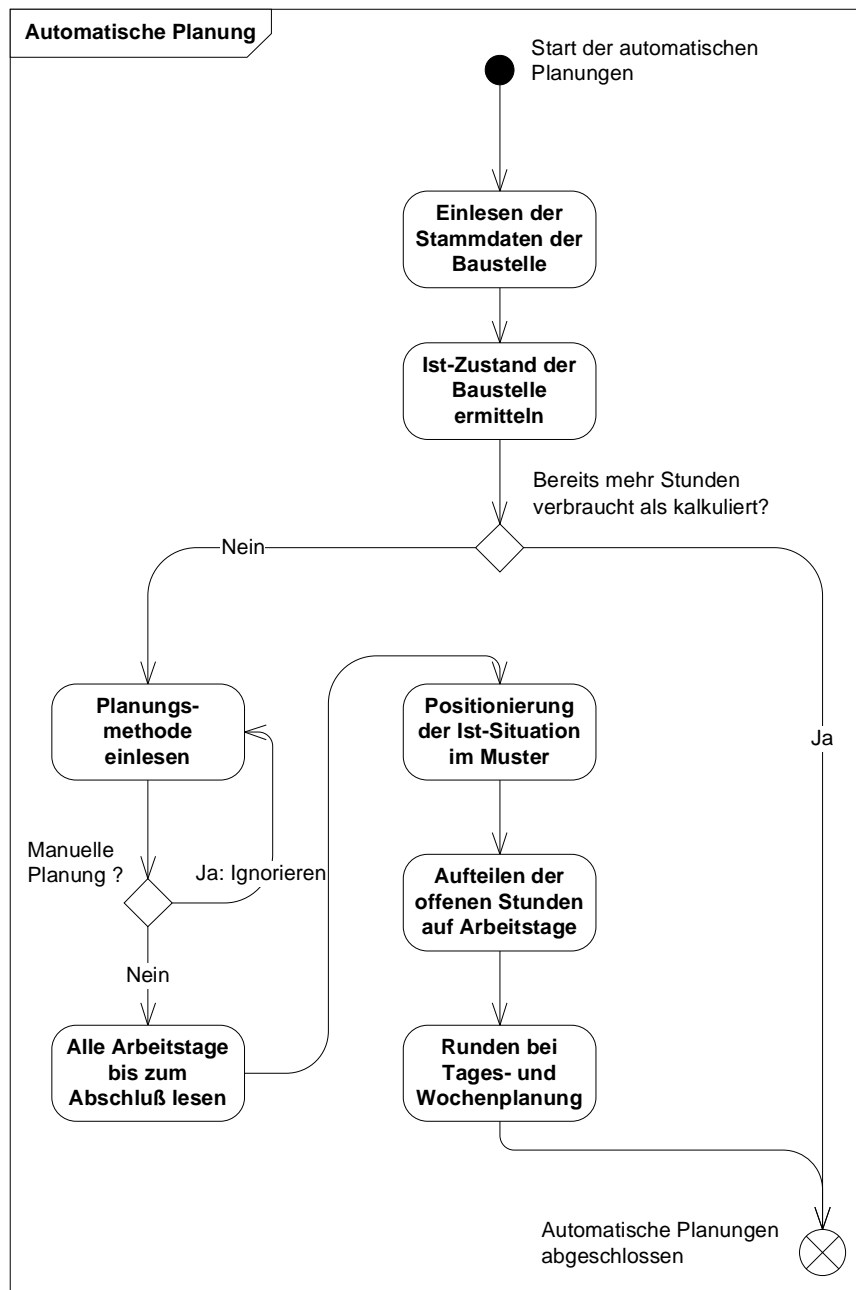 Automatische Planung
Start der automatischen
Planungen
Einlesen der
Stammdaten der
Baustelle
Ist-Zustand der
Baustelle
ermitteln
Bereits mehr Stunden
verbraucht als kalkuliert?
Nein
Ja
Planungs-
methode
einlesen
Manuelle
Planung ?
Ja: Ignorieren
Nein
Alle Arbeitstage
bis zum
Abschluß lesen
Positionierung
der Ist-Situation
im Muster
Aufteilen der
offenen Stunden
auf Arbeitstage
Runden bei
Tages- und
Wochenplanung
Automatische Planungen
abgeschlossen